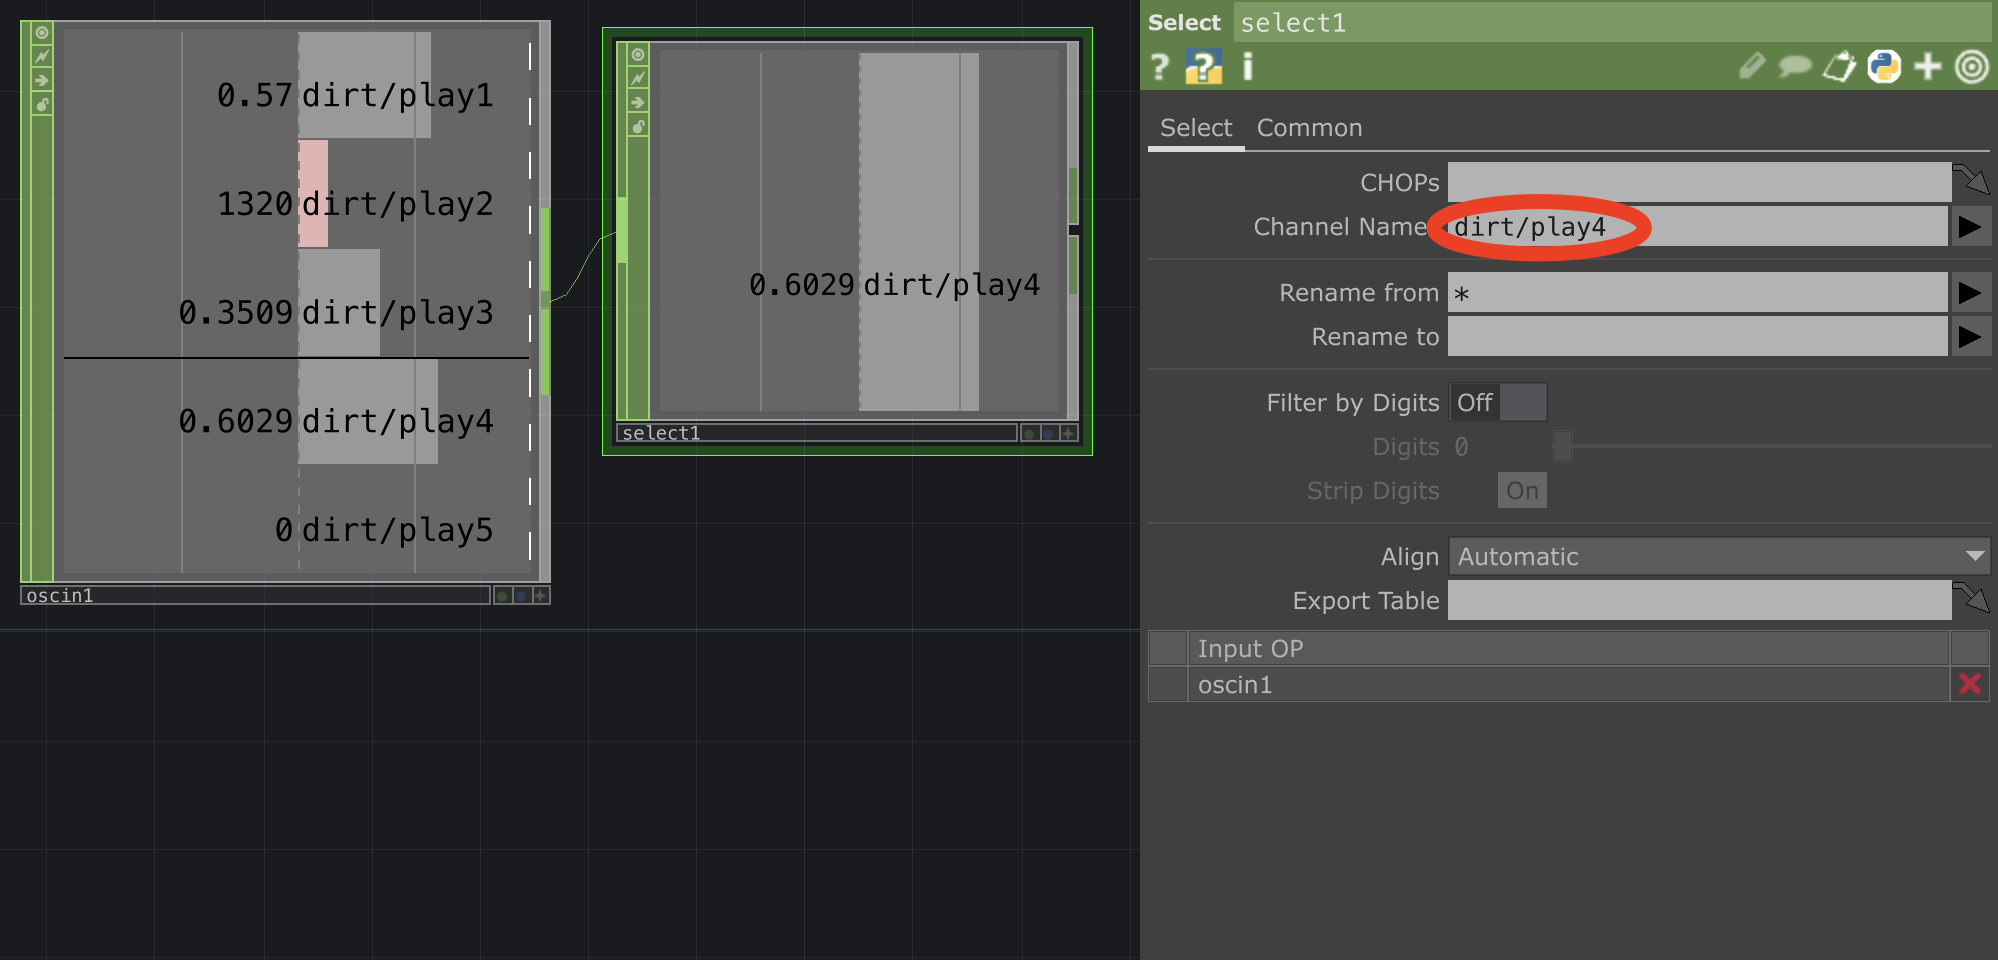 0.57 dirt/play1
1320 dirt/play2
0.3509 dirt/play3
0.6029 dirt/play4
0 dirt/play5
oscin1
0.6029 dirt/play4
select1
Select select1
? ? i
Select Common
CHOPs
Channel Name dirt/play4
Rename from *
Rename to
Filter by Digits Off
Digits 0
Strip Digits On
Align Automatic
Export Table
Input OP
oscin1